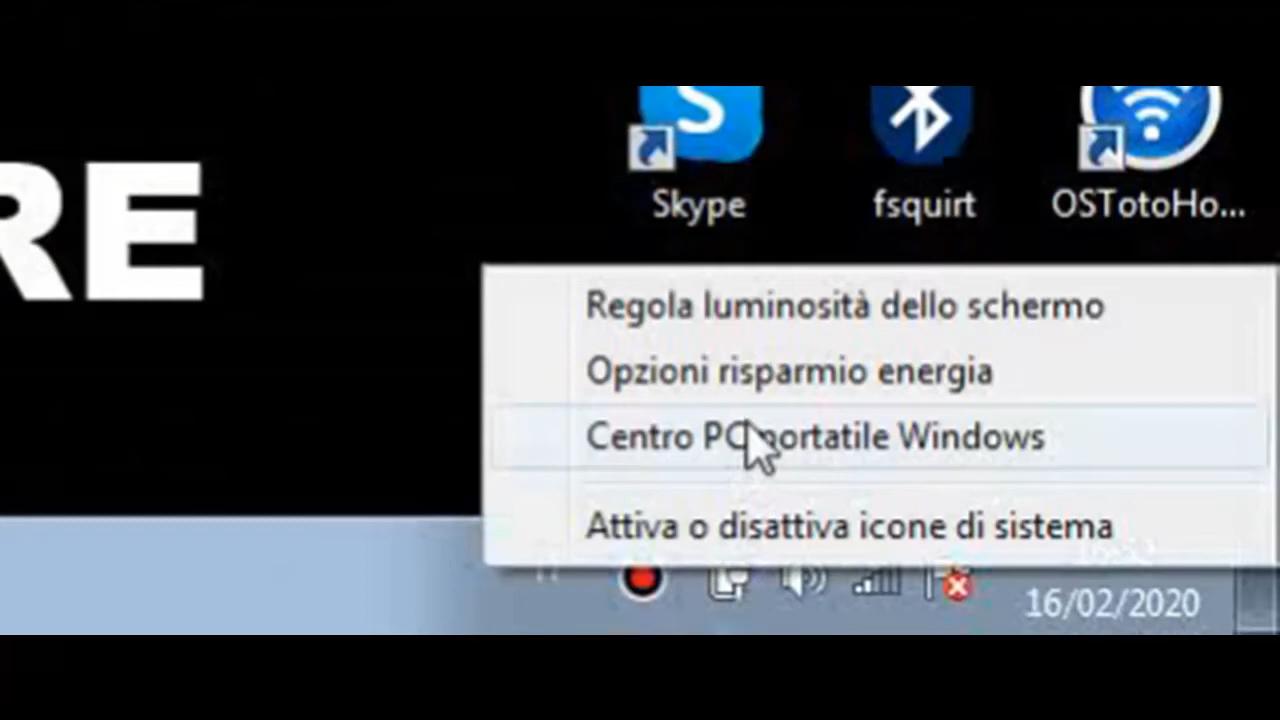 RE
Skype
fsquirt
OSTotoHo...
Regola luminosità dello schermo
Opzioni risparmio energia
Centro PC portatile Windows
Attiva o disattiva icone di sistema
16/02/2020